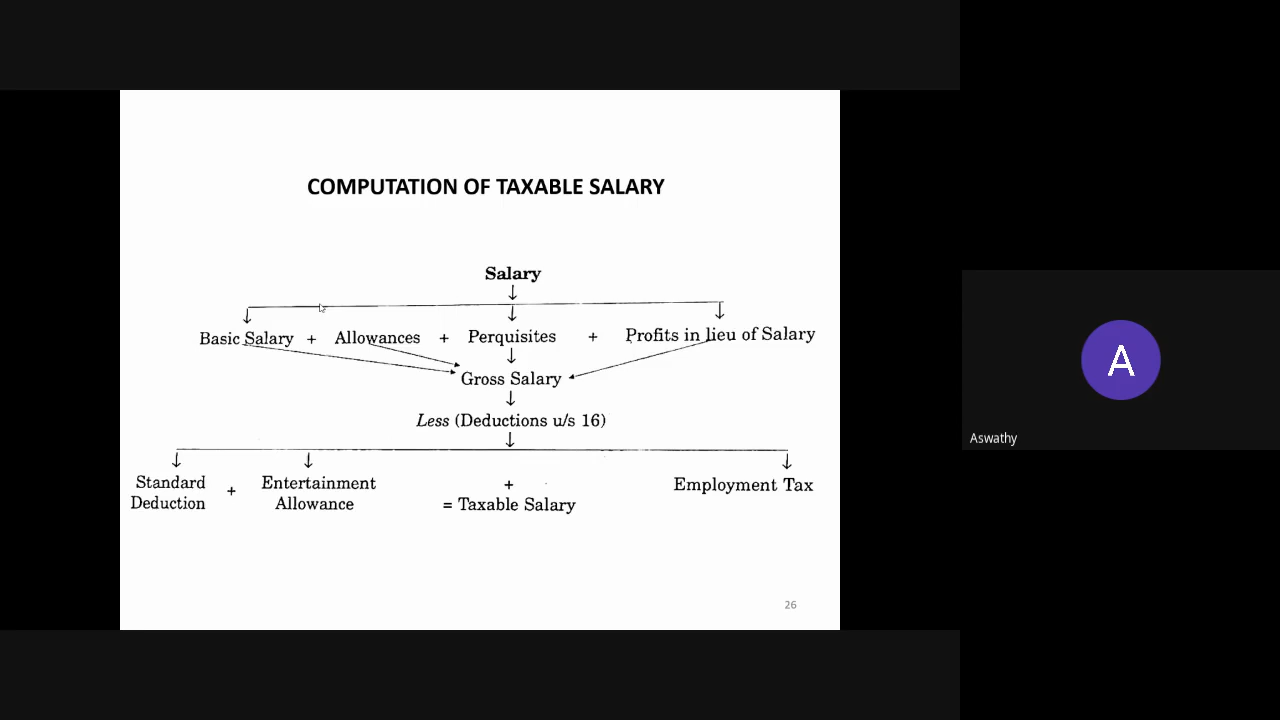 COMPUTATION OF TAXABLE SALARY
Salary
Basic Salary + Allowances + Perquisites + Profits in lieu of Salary
Gross Salary
Less (Deductions u/s 16)
Standard Deduction + Entertainment Allowance + Employment Tax
= Taxable Salary
26
A
Aswathy